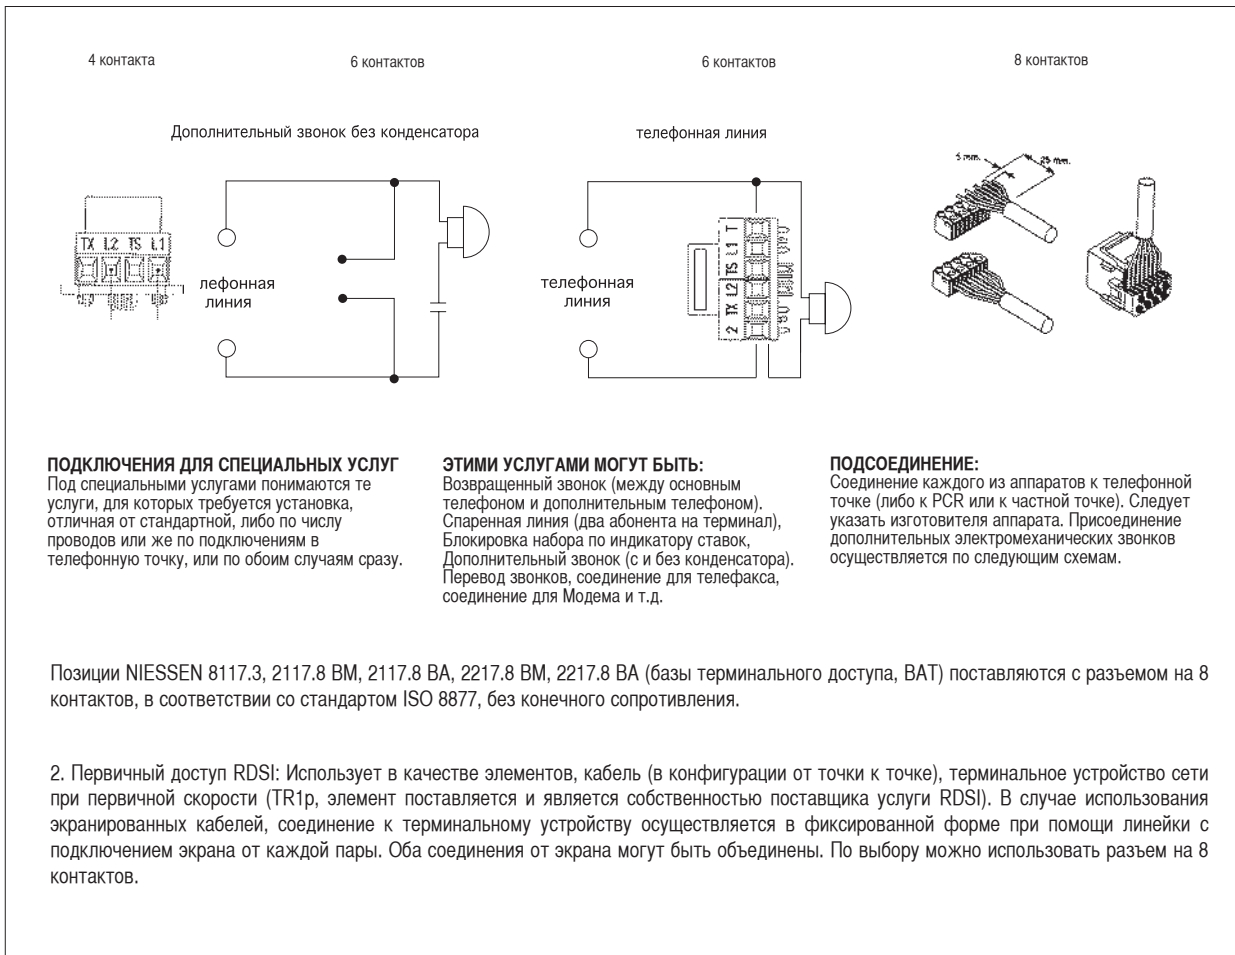 4 контакта
6 контактов
6 контактов
8 контактов
Дополнительный звонок без конденсатора
телефонная линия
5 mm.
25 mm.
TX L2 TS L1
лефонная
линия
телефонная
линия
2 TX L2 TS L1 T
ПОДКЛЮЧЕНИЯ ДЛЯ СПЕЦИАЛЬНЫХ УСЛУГ
Под специальными услугами понимаются те
услуги, для которых требуется установка,
отличная от стандартной, либо по числу
проводов или же по подключениям в
телефонную точку, или по обоим случаям сразу.
ЭТИМИ УСЛУГАМИ МОГУТ БЫТЬ:
Возвращенный звонок (между основным
телефоном и дополнительным телефоном).
Спаренная линия (два абонента на терминал),
Блокировка набора по индикатору ставок,
Дополнительный звонок (с и без конденсатора).
Перевод звонков, соединение для телефакса,
соединение для Модема и т.д.
ПОДСОЕДИНЕНИЕ:
Соединение каждого из аппаратов к телефонной
точке (либо к PCR или к частной точке). Следует
указать изготовителя аппарата. Присоединение
дополнительных электромеханических звонков
осуществляется по следующим схемам.
Позиции NIESSEN 8117.3, 2117.8 BM, 2117.8 BA, 2217.8 BM, 2217.8 BA (базы терминального доступа, BAT) поставляются с разъемом на 8
контактов, в соответствии со стандартом ISO 8877, без конечного сопротивления.
2. Первичный доступ RDSI: Использует в качестве элементов, кабель (в конфигурации от точки к точке), терминальное устройство сети
при первичной скорости (TR1p, элемент поставляется и является собственностью поставщика услуги RDSI). В случае использования
экранированных кабелей, соединение к терминальному устройству осуществляется в фиксированной форме при помощи линейки с
подключением экрана от каждой пары. Оба соединения от экрана могут быть объединены. По выбору можно использовать разъем на 8
контактов.